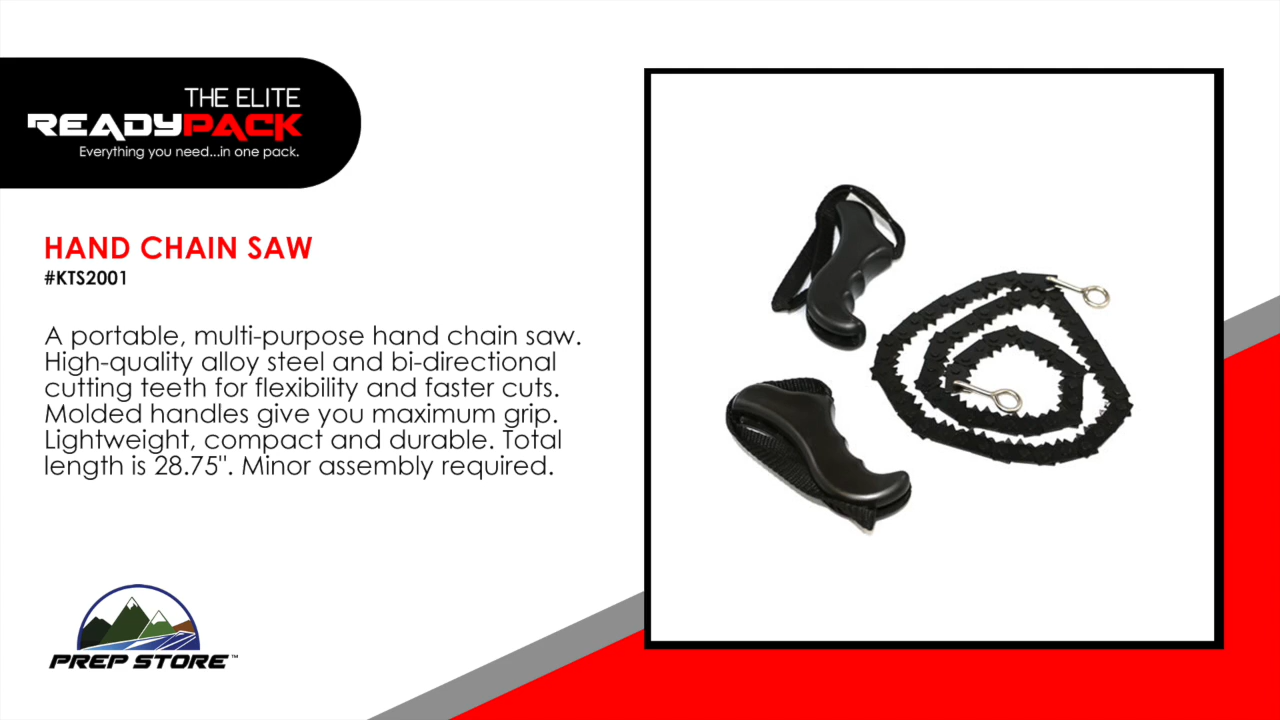 THE ELITE
READYPACK
Everything you need...in one pack.
HAND CHAIN SAW
#KTS2001
A portable, multi-purpose hand chain saw.
High-quality alloy steel and bi-directional
cutting teeth for flexibility and faster cuts.
Molded handles give you maximum grip.
Lightweight, compact and durable. Total
length is 28.75". Minor assembly required.
PREP STORE™